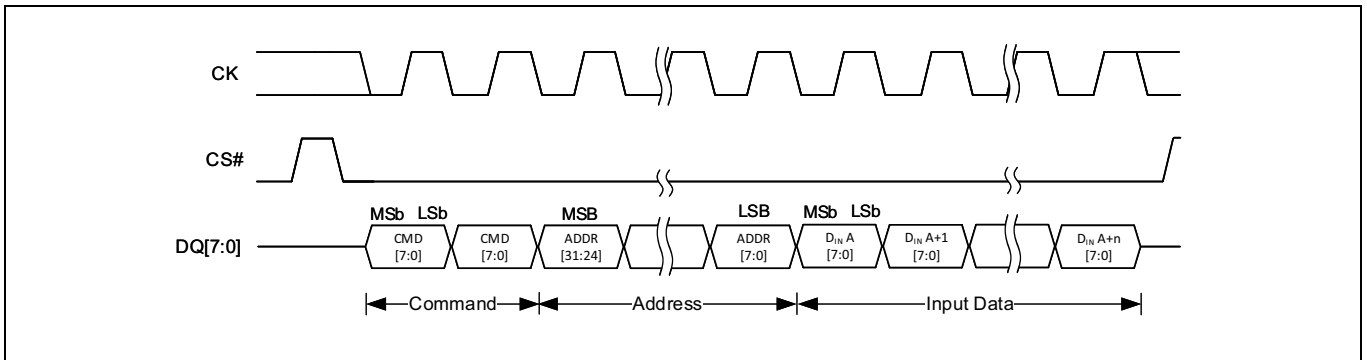 CK
CS#
MSb LSb MSB LSB MSb LSb
DQ[7:0]
CMD [7:0]
CMD [7:0]
ADDR [31:24]
ADDR [7:0]
DIN A [7:0]
DIN A+1 [7:0]
DIN A+n [7:0]
Command Address Input Data